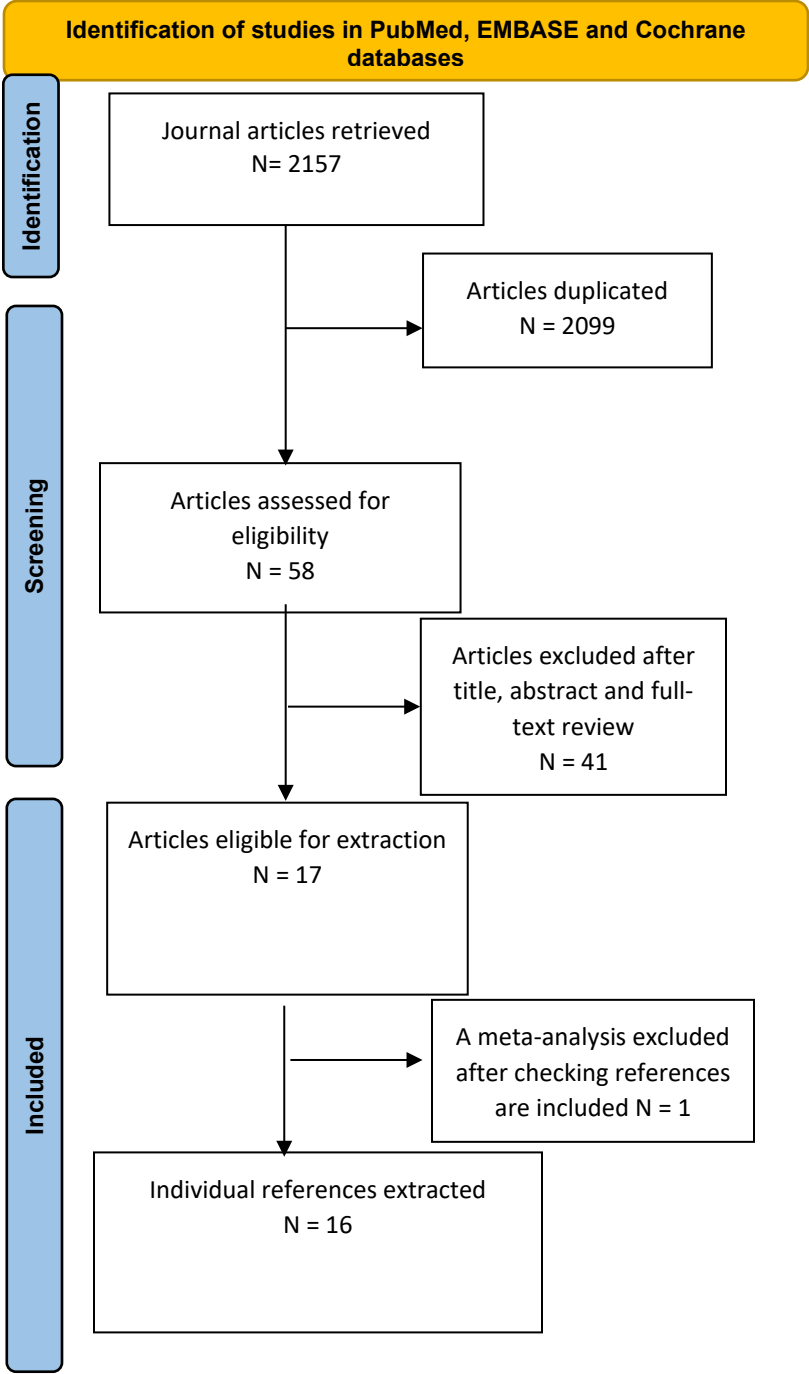 Identification of studies in PubMed, EMBASE and Cochrane
databases
Identification
Journal articles retrieved
N= 2157
Articles duplicated
N = 2099
Screening
Articles assessed for
eligibility
N = 58
Articles excluded after
title, abstract and full-
text review
N = 41
Included
Articles eligible for extraction
N = 17
A meta-analysis excluded
after checking references
are included N = 1
Individual references extracted
N = 16